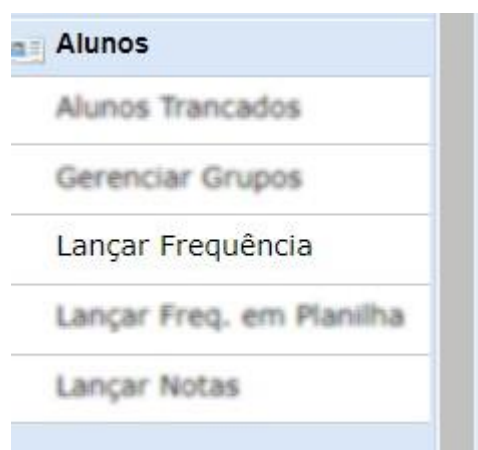 Alunos
Alunos Trancados
Gerenciar Grupos
Lançar Frequência
Lançar Freq. em Planilha
Lançar Notas